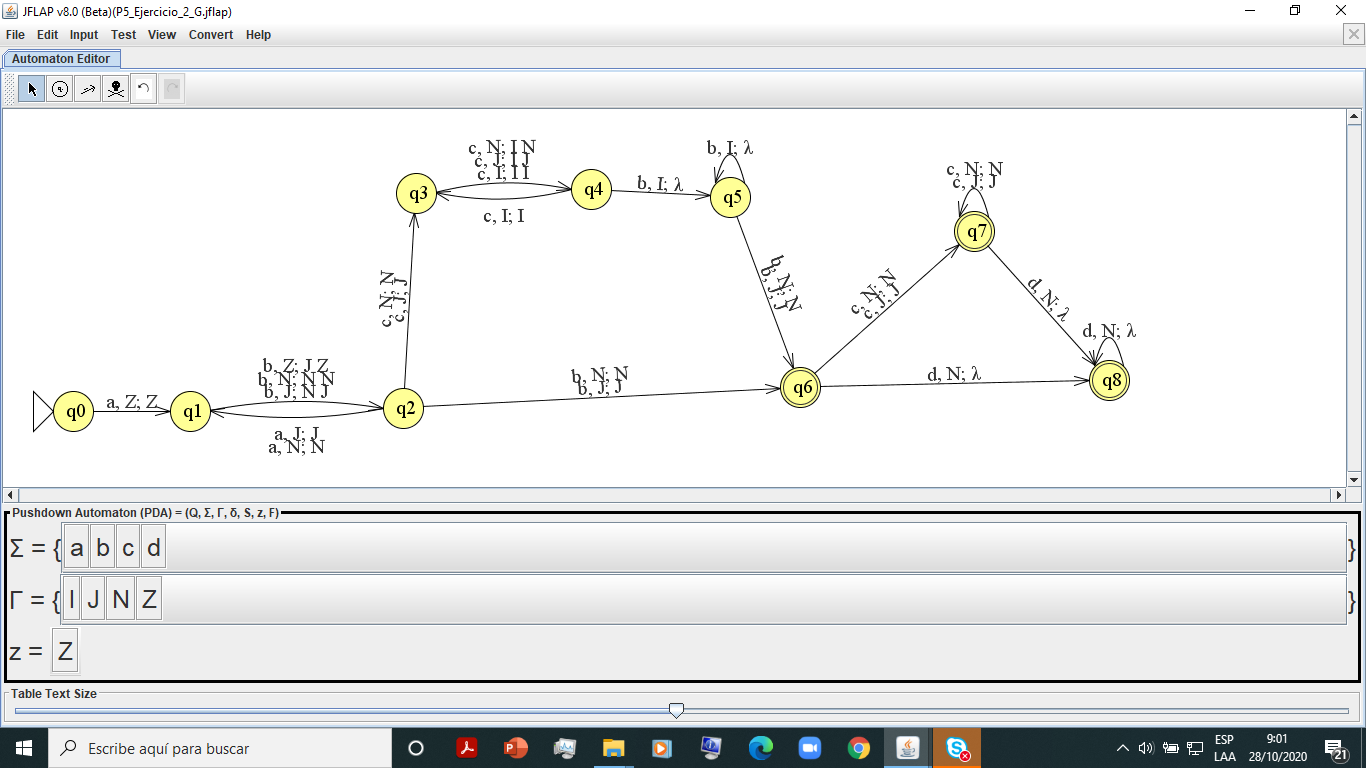 JFLAP v8.0 (Beta)(P5_Ejercicio_2_G.jflap)
File Edit Input Test View Convert Help
Automaton Editor
c, N; I N
c, J; I J
c, I; I I
q3
q4
c, I; I
b, I; λ
b, I; λ
q5
c, N; N
c, J; J
q7
c, N; N
c, J; J
b, N; N
b, J; J
c, N; N
c, J; J
d, N; λ
d, N; λ
b, Z; J Z
b, N; N N
b, J; N J
b, N; N
b, J; J
d, N; λ
q0
a, Z; Z
q1
q2
q6
q8
a, J; J
a, N; N
Pushdown Automaton (PDA) = (Q, Σ, Γ, δ, S, z, F)
Σ = { a b c d }
Γ = { I J N Z }
z = Z
Table Text Size
Escribe aquí para buscar
ESP
LAA
9:01
28/10/2020
21